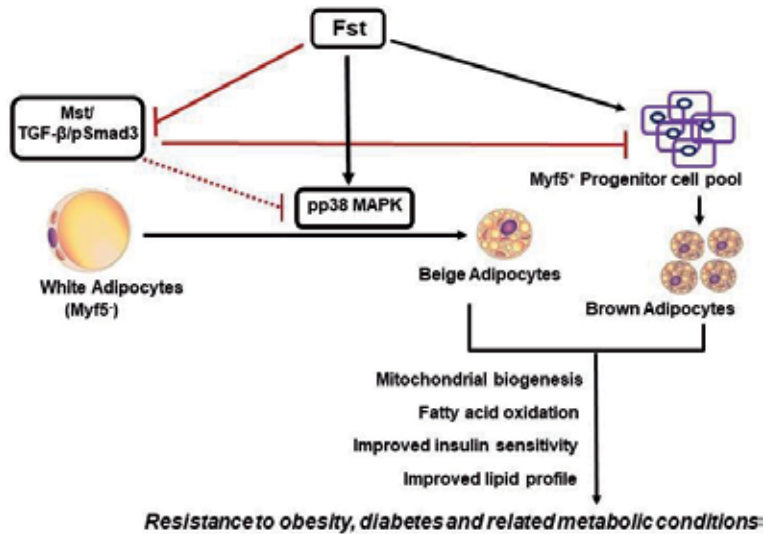 Fst
Mst/
TGF-β/pSmad3
Myf5⁺ Progenitor cell pool
pp38 MAPK
White Adipocytes
(Myf5⁻)
Beige Adipocytes
Brown Adipocytes
Mitochondrial biogenesis
Fatty acid oxidation
Improved insulin sensitivity
Improved lipid profile
Resistance to obesity, diabetes and related metabolic conditions